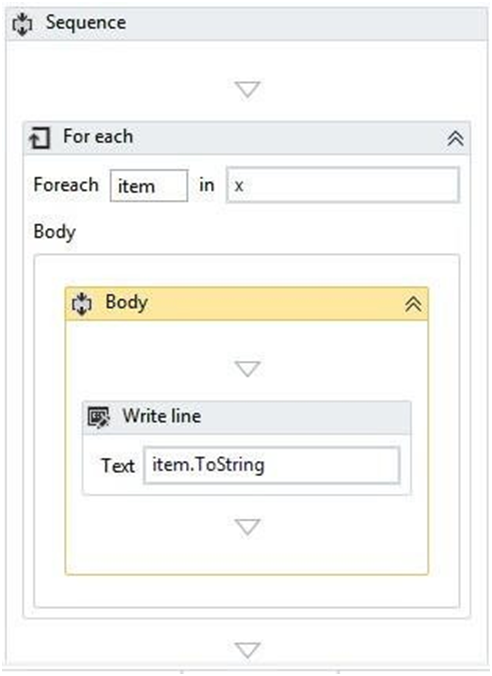 Sequence
For each
Foreach item in x
Body
Body
Write line
Text item.ToString